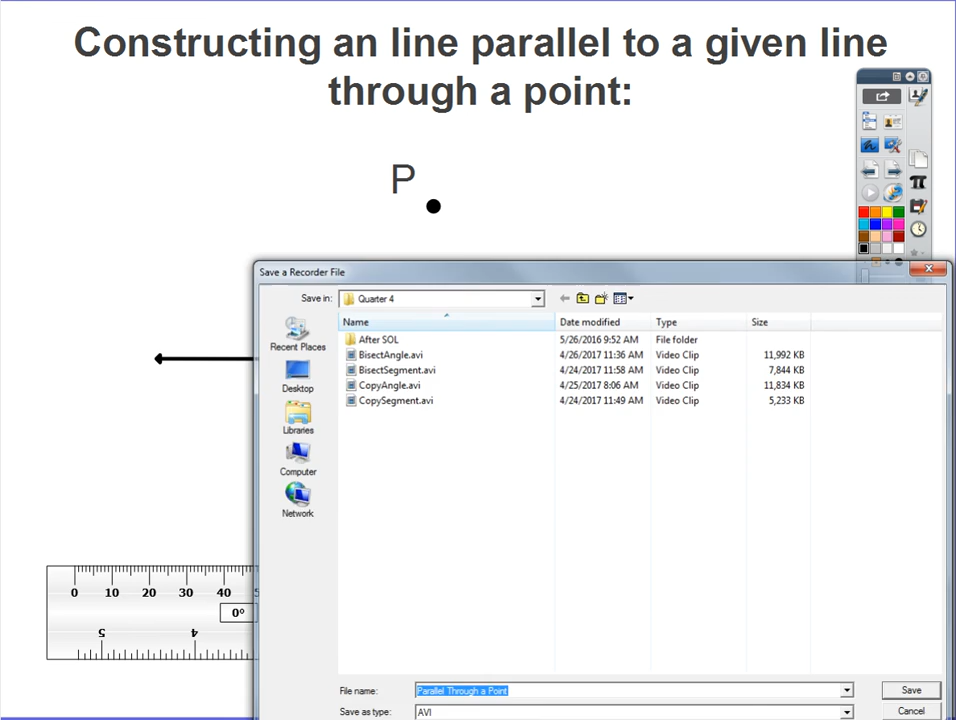 Constructing an line parallel to a given line
through a point:
P
Save a Recorder File
Save in: Quarter 4
Name Date modified Type Size
After SOL 5/26/2016 9:52 AM File folder
BisectAngle.avi 4/26/2017 11:36 AM Video Clip 11,992 KB
BisectSegment.avi 4/24/2017 11:58 AM Video Clip 7,844 KB
CopyAngle.avi 4/25/2017 8:06 AM Video Clip 11,834 KB
CopySegment.avi 4/24/2017 11:49 AM Video Clip 5,233 KB
Recent Places
Desktop
Libraries
Computer
Network
0 10 20 30 40
0º
5 4
File name: Parallel Through a Point Save
Save as type: AVI Cancel